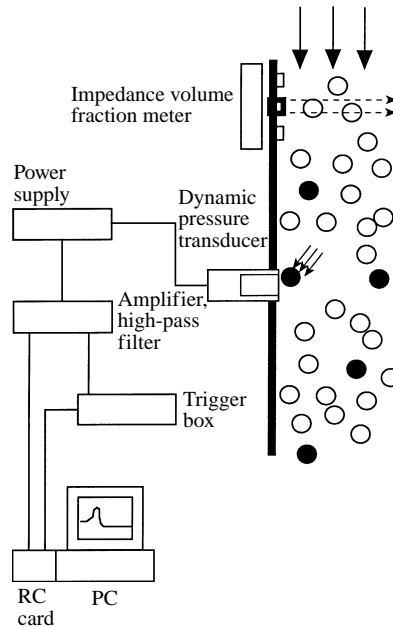 Impedance volume
fraction meter
Power
supply
Dynamic
pressure
transducer
Amplifier,
high-pass
filter
Trigger
box
RC
card
PC